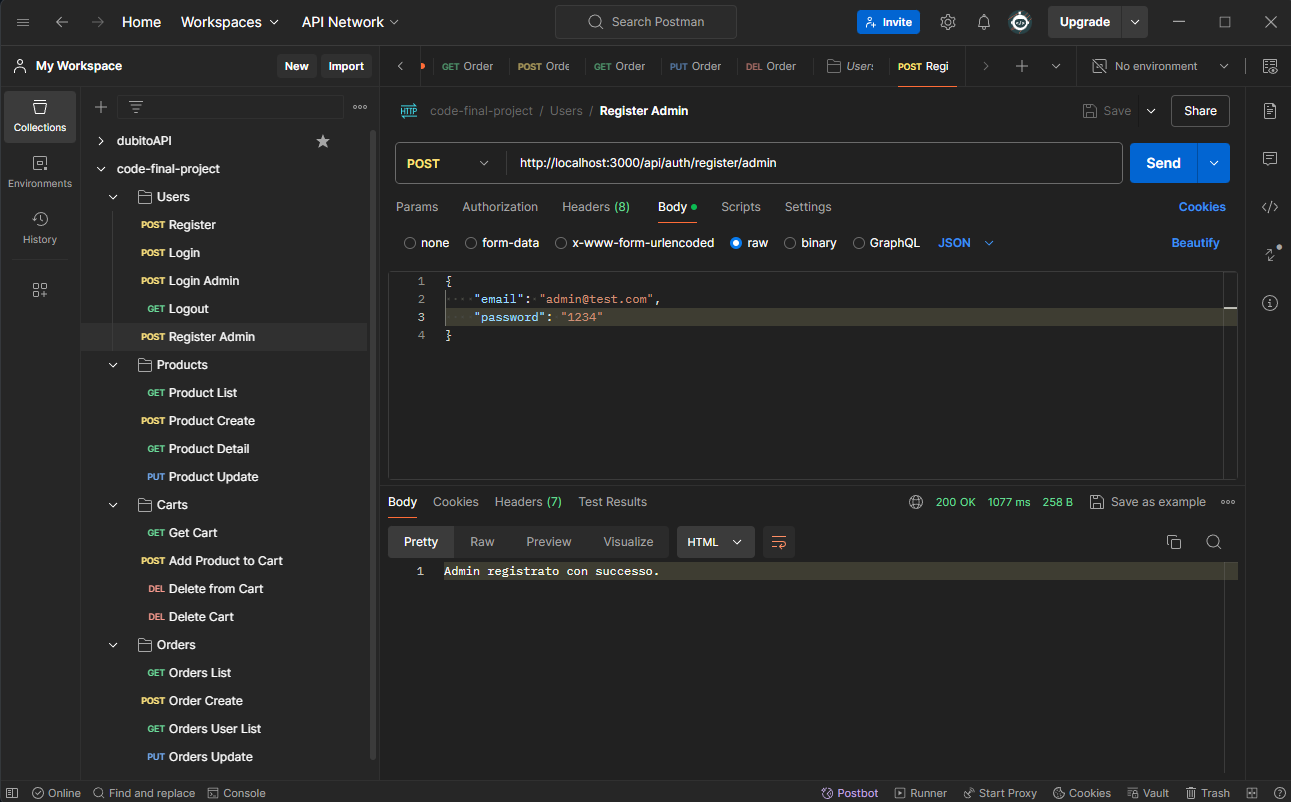 Home Workspaces API Network Search Postman Invite Upgrade
My Workspace New Import GET Order POST Orde GET Order PUT Order DEL Order Users POST Regi No environment
Collections
Environments
History
dubitoAPI
code-final-project
Users
POST Register
POST Login
POST Login Admin
GET Logout
POST Register Admin
Products
GET Product List
POST Product Create
GET Product Detail
PUT Product Update
Carts
GET Get Cart
POST Add Product to Cart
DEL Delete from Cart
DEL Delete Cart
Orders
GET Orders List
POST Order Create
GET Orders User List
PUT Orders Update
HTTP code-final-project / Users / Register Admin Save Share
POST http://localhost:3000/api/auth/register/admin Send
Params Authorization Headers (8) Body Scripts Settings Cookies
none form-data x-www-form-urlencoded raw binary GraphQL JSON Beautify
1 {
2 "email": "admin@test.com",
3 "password": "1234"
4 }
Body Cookies Headers (7) Test Results 200 OK 1077 ms 258 B Save as example
Pretty Raw Preview Visualize HTML
1 Admin registrato con successo.
Online Find and replace Console Postbot Runner Start Proxy Cookies Vault Trash